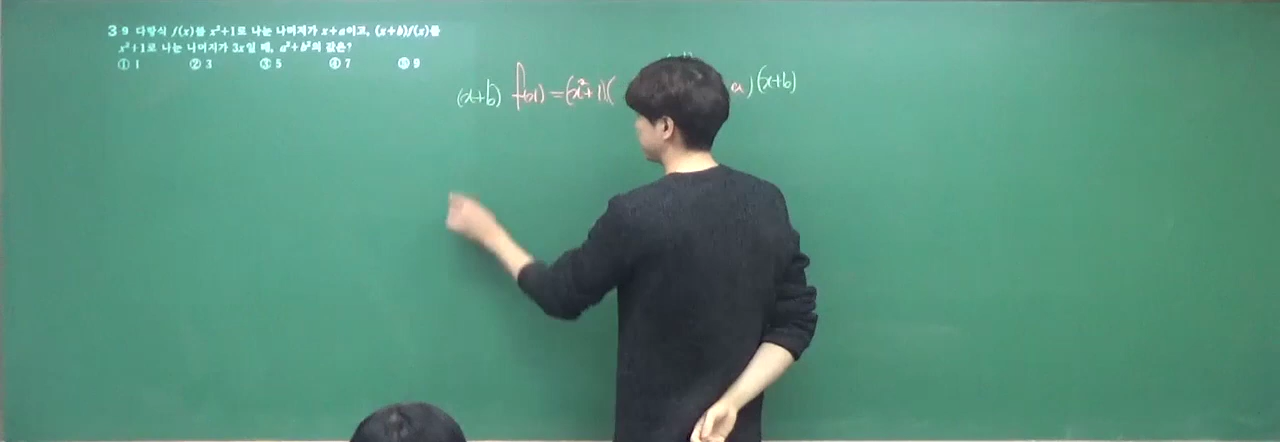 39 다항식 f(x)를 x²+1로 나눈 나머지가 x+a이고, (x+b)f(x)를
x²+1로 나눈 나머지가 3x일 때, a²+b²의 값은?
① 1 ② 3 ③ 5 ④ 7 ⑤ 9
(x+b) f(x) = (x²+1)( a) (x+b)